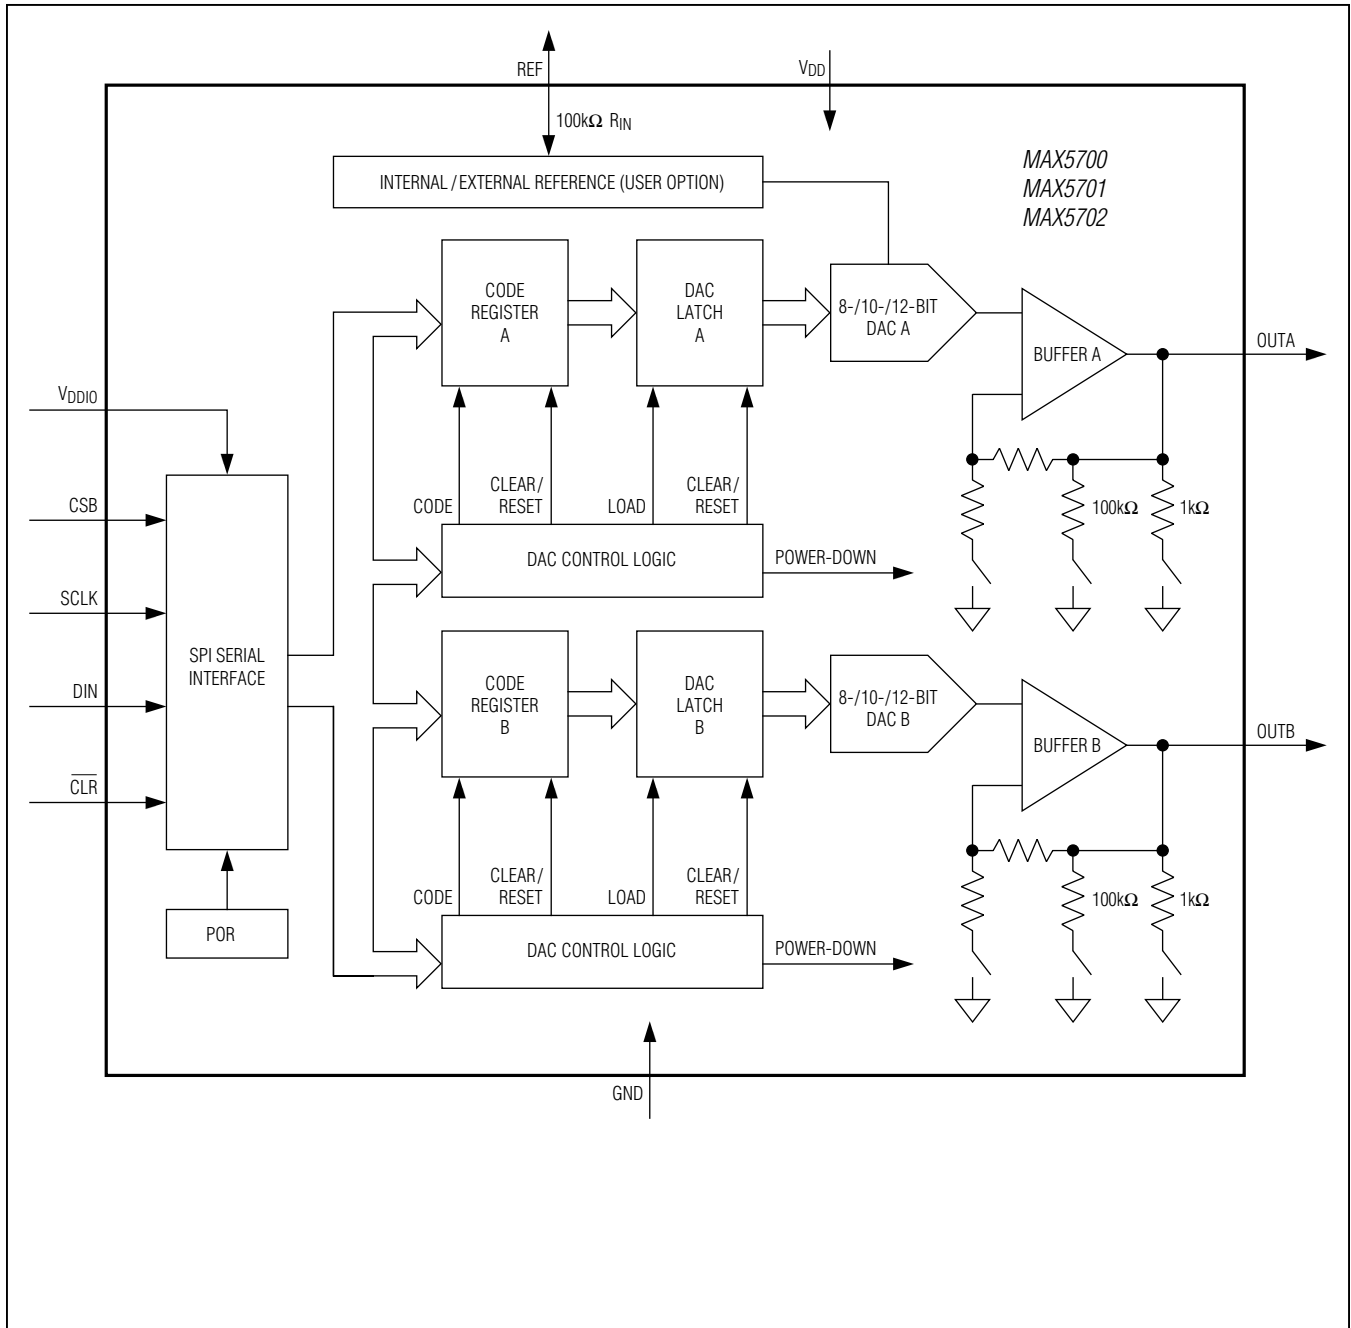 REF
VDD
100kΩ RIN
INTERNAL/EXTERNAL REFERENCE (USER OPTION)
MAX5700
MAX5701
MAX5702
CODE
REGISTER
A
DAC
LATCH
A
8-/10-/12-BIT
DAC A
BUFFER A
OUTA
VDDIO
CSB
SCLK
DIN
CLR
SPI SERIAL
INTERFACE
POR
CODE
CLEAR/
RESET
LOAD
CLEAR/
RESET
100kΩ
1kΩ
DAC CONTROL LOGIC
POWER-DOWN
CODE
REGISTER
B
DAC
LATCH
B
8-/10-/12-BIT
DAC B
BUFFER B
OUTB
CODE
CLEAR/
RESET
LOAD
CLEAR/
RESET
100kΩ
1kΩ
DAC CONTROL LOGIC
POWER-DOWN
GND